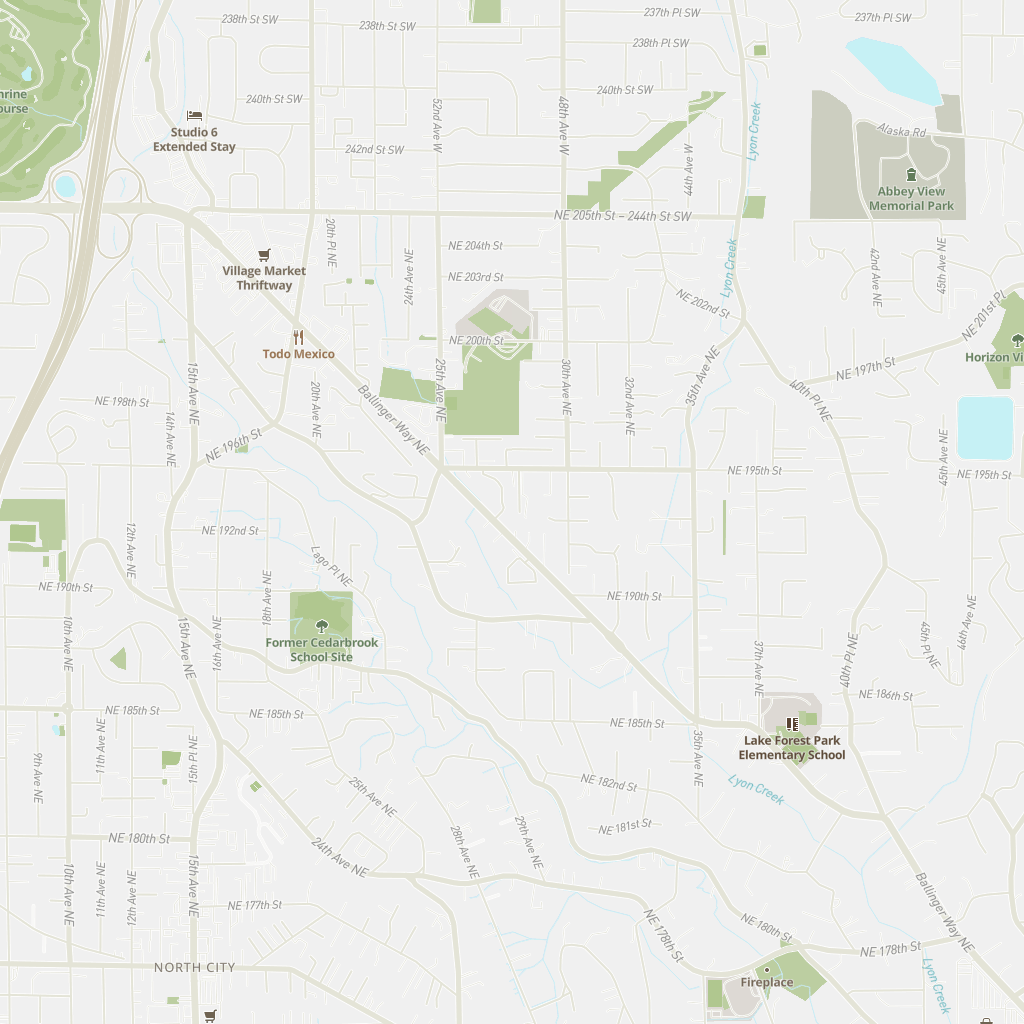 238th St SW
238th St SW
237th Pl SW
237th Pl SW
238th Pl SW
240th St SW
240th St SW
Studio 6
Extended Stay
52nd Ave W
48th Ave W
242nd St SW
44th Ave W
Lyon Creek
Alaska Rd
Abbey View
Memorial Park
NE 205th St – 244th St SW
20th Pl NE
24th Ave NE
NE 204th St
NE 203rd St
Lyon Creek
42nd Ave NE
45th Ave NE
Village Market
Thriftway
NE 202nd St
NE 201st Pl
Todo Mexico
NE 200th St
Horizon Vi
15th Ave NE
25th Ave NE
30th Ave NE
32nd Ave NE
35th Ave NE
NE 197th St
40th Pl NE
20th Ave NE
Ballinger Way NE
NE 198th St
14th Ave NE
NE 196th St
45th Ave NE
NE 195th St
NE 195th St
NE 192nd St
12th Ave NE
Lago Pl NE
18th Ave NE
NE 190th St
NE 190th St
10th Ave NE
15th Ave NE
16th Ave NE
Former Cedarbrook
School Site
37th Ave NE
40th Pl NE
45th Pl NE
46th Ave NE
NE 186th St
NE 185th St
NE 185th St
NE 185th St
11th Ave NE
35th Ave NE
Lake Forest Park
Elementary School
9th Ave NE
15th Pl NE
25th Ave NE
NE 182nd St
Lyon Creek
NE 181st St
28th Ave NE
29th Ave NE
NE 180th St
24th Ave NE
10th Ave NE
11th Ave NE
12th Ave NE
15th Ave NE
NE 177th St
NE 178th St
NE 180th St
NE 178th St
Ballinger Way NE
NORTH CITY
Fireplace
Lyon Creek